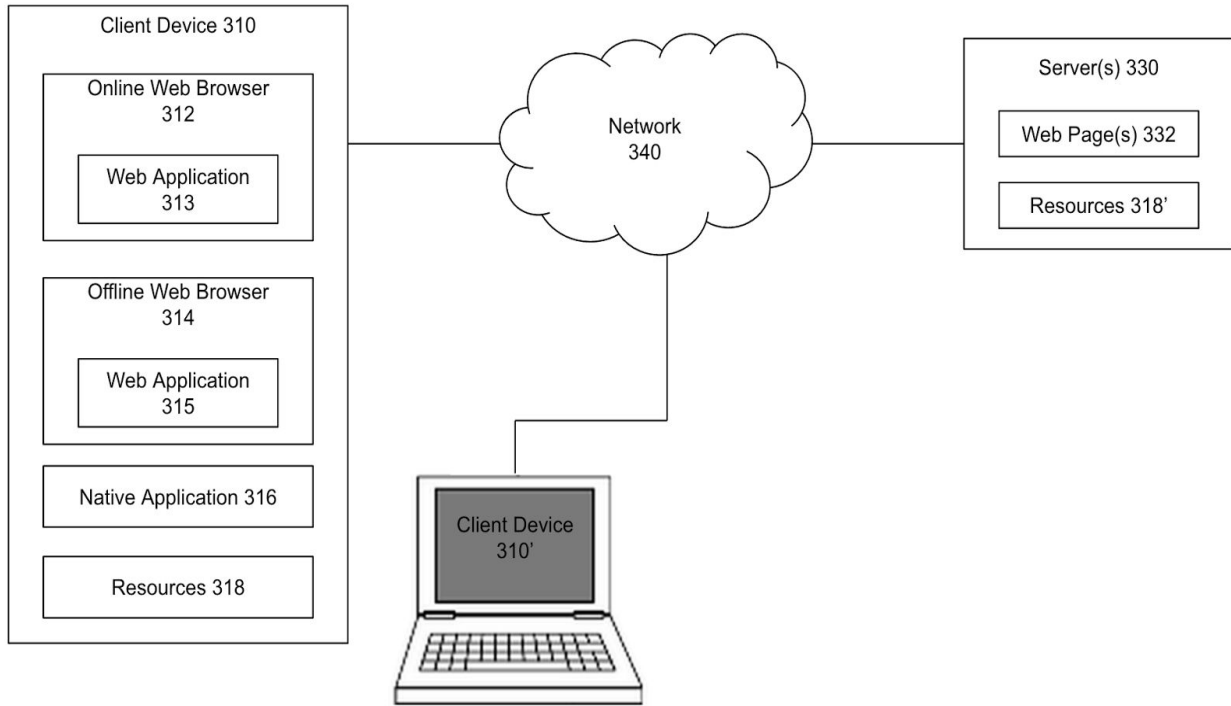 Client Device 310
Online Web Browser
312
Web Application
313
Offline Web Browser
314
Web Application
315
Native Application 316
Resources 318
Network
340
Client Device
310’
Server(s) 330
Web Page(s) 332
Resources 318’